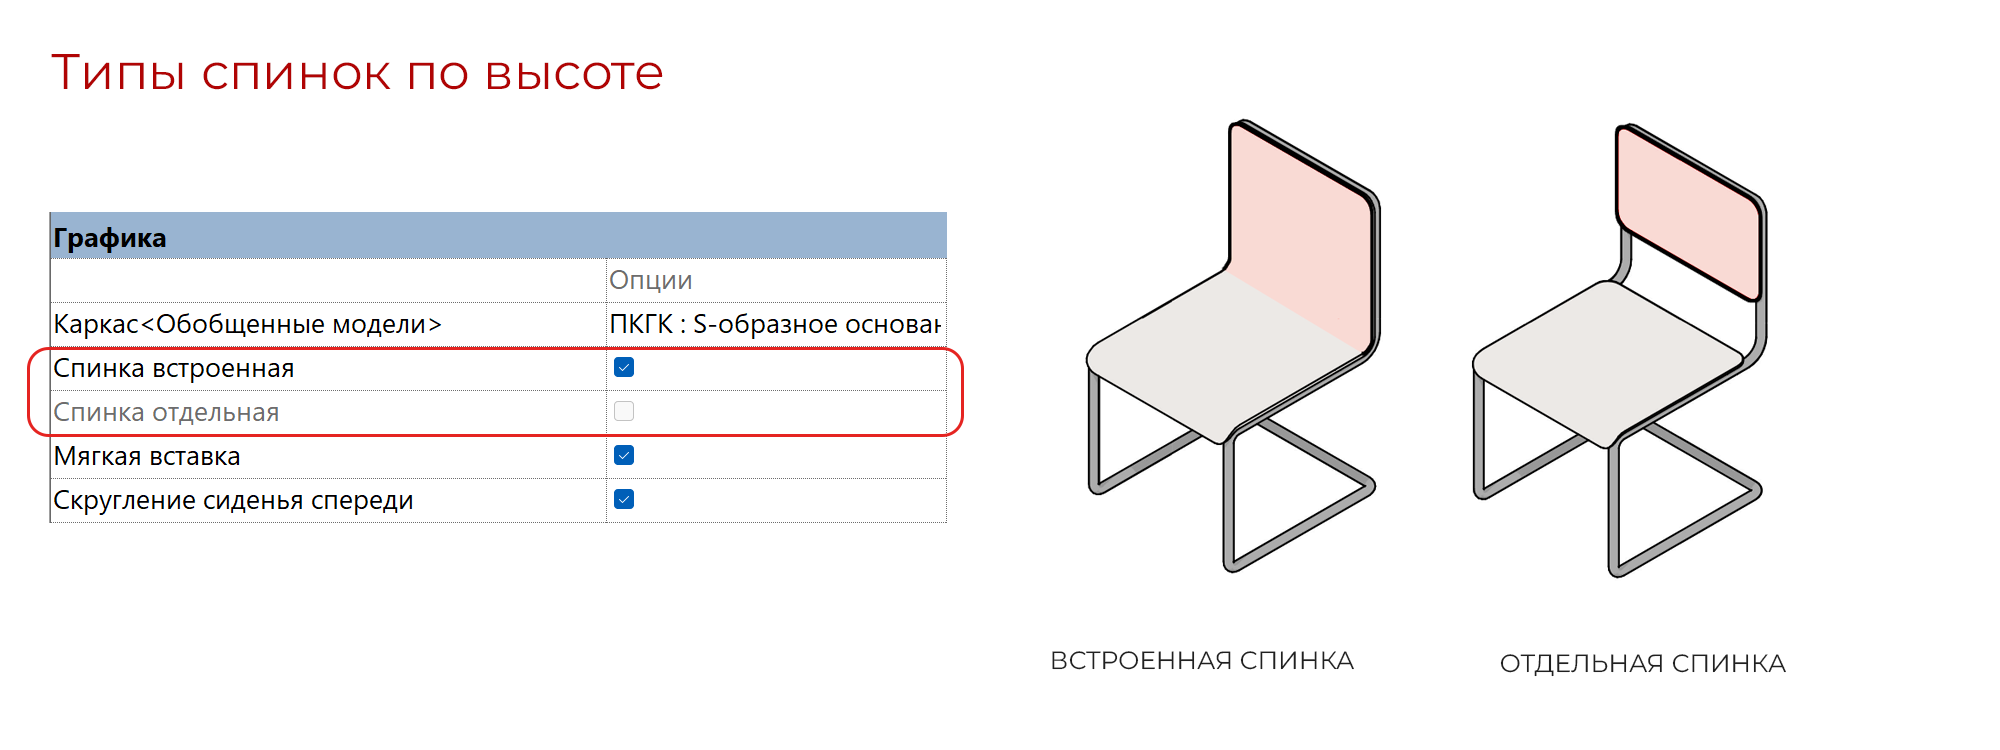 Типы спинок по высоте
Графика
Опции
Каркас<Обобщенные модели> ПКГК : S-образное основан
Спинка встроенная
Спинка отдельная
Мягкая вставка
Скругление сиденья спереди
ВСТРОЕННАЯ СПИНКА
ОТДЕЛЬНАЯ СПИНКА